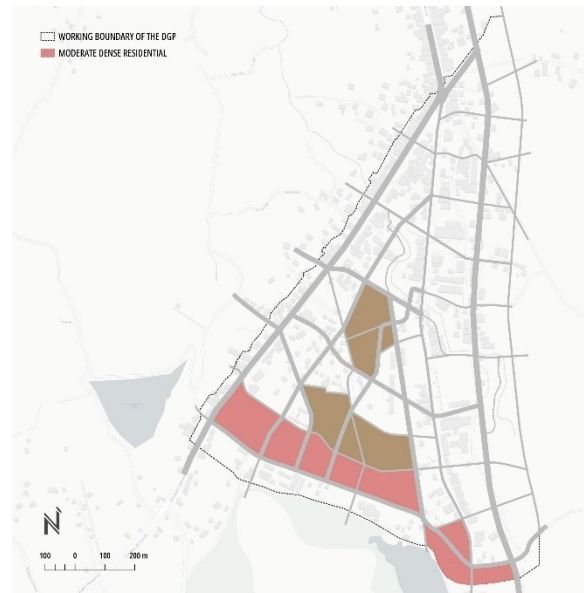 WORKING BOUNDARY OF THE DGP
MODERATE DENSE RESIDENTIAL
N
100 0 100 200 m